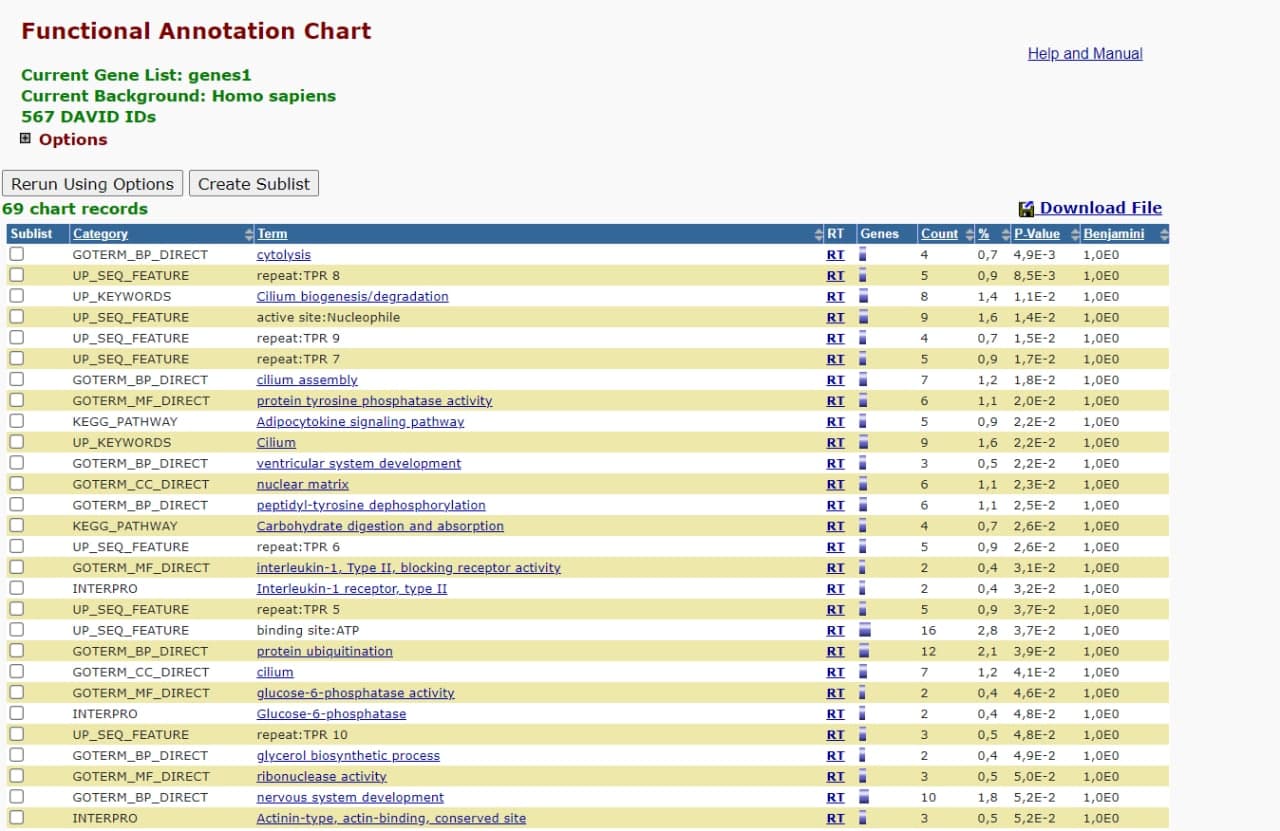 Functional Annotation Chart
Help and Manual
Current Gene List: genes1
Current Background: Homo sapiens
567 DAVID IDs
Options
Rerun Using Options Create Sublist
69 chart records Download File
Sublist Category Term RT Genes Count % P-Value Benjamini
GOTERM_BP_DIRECT cytolysis RT 4 0,7 4,9E-3 1,0E0
UP_SEQ_FEATURE repeat:TPR 8 RT 5 0,9 8,5E-3 1,0E0
UP_KEYWORDS Cilium biogenesis/degradation RT 8 1,4 1,1E-2 1,0E0
UP_SEQ_FEATURE active site:Nucleophile RT 9 1,6 1,4E-2 1,0E0
UP_SEQ_FEATURE repeat:TPR 9 RT 4 0,7 1,5E-2 1,0E0
UP_SEQ_FEATURE repeat:TPR 7 RT 5 0,9 1,7E-2 1,0E0
GOTERM_BP_DIRECT cilium assembly RT 7 1,2 1,8E-2 1,0E0
GOTERM_MF_DIRECT protein tyrosine phosphatase activity RT 6 1,1 2,0E-2 1,0E0
KEGG_PATHWAY Adipocytokine signaling pathway RT 5 0,9 2,2E-2 1,0E0
UP_KEYWORDS Cilium RT 9 1,6 2,2E-2 1,0E0
GOTERM_BP_DIRECT ventricular system development RT 3 0,5 2,2E-2 1,0E0
GOTERM_CC_DIRECT nuclear matrix RT 6 1,1 2,3E-2 1,0E0
GOTERM_BP_DIRECT peptidyl-tyrosine dephosphorylation RT 6 1,1 2,5E-2 1,0E0
KEGG_PATHWAY Carbohydrate digestion and absorption RT 4 0,7 2,6E-2 1,0E0
UP_SEQ_FEATURE repeat:TPR 6 RT 5 0,9 2,6E-2 1,0E0
GOTERM_MF_DIRECT interleukin-1, Type II, blocking receptor activity RT 2 0,4 3,1E-2 1,0E0
INTERPRO Interleukin-1 receptor, type II RT 2 0,4 3,2E-2 1,0E0
UP_SEQ_FEATURE repeat:TPR 5 RT 5 0,9 3,7E-2 1,0E0
UP_SEQ_FEATURE binding site:ATP RT 16 2,8 3,7E-2 1,0E0
GOTERM_BP_DIRECT protein ubiquitination RT 12 2,1 3,9E-2 1,0E0
GOTERM_CC_DIRECT cilium RT 7 1,2 4,1E-2 1,0E0
GOTERM_MF_DIRECT glucose-6-phosphatase activity RT 2 0,4 4,6E-2 1,0E0
INTERPRO Glucose-6-phosphatase RT 2 0,4 4,8E-2 1,0E0
UP_SEQ_FEATURE repeat:TPR 10 RT 3 0,5 4,8E-2 1,0E0
GOTERM_BP_DIRECT glycerol biosynthetic process RT 2 0,4 4,9E-2 1,0E0
GOTERM_MF_DIRECT ribonuclease activity RT 3 0,5 5,0E-2 1,0E0
GOTERM_BP_DIRECT nervous system development RT 10 1,8 5,2E-2 1,0E0
INTERPRO Actinin-type, actin-binding, conserved site RT 3 0,5 5,2E-2 1,0E0